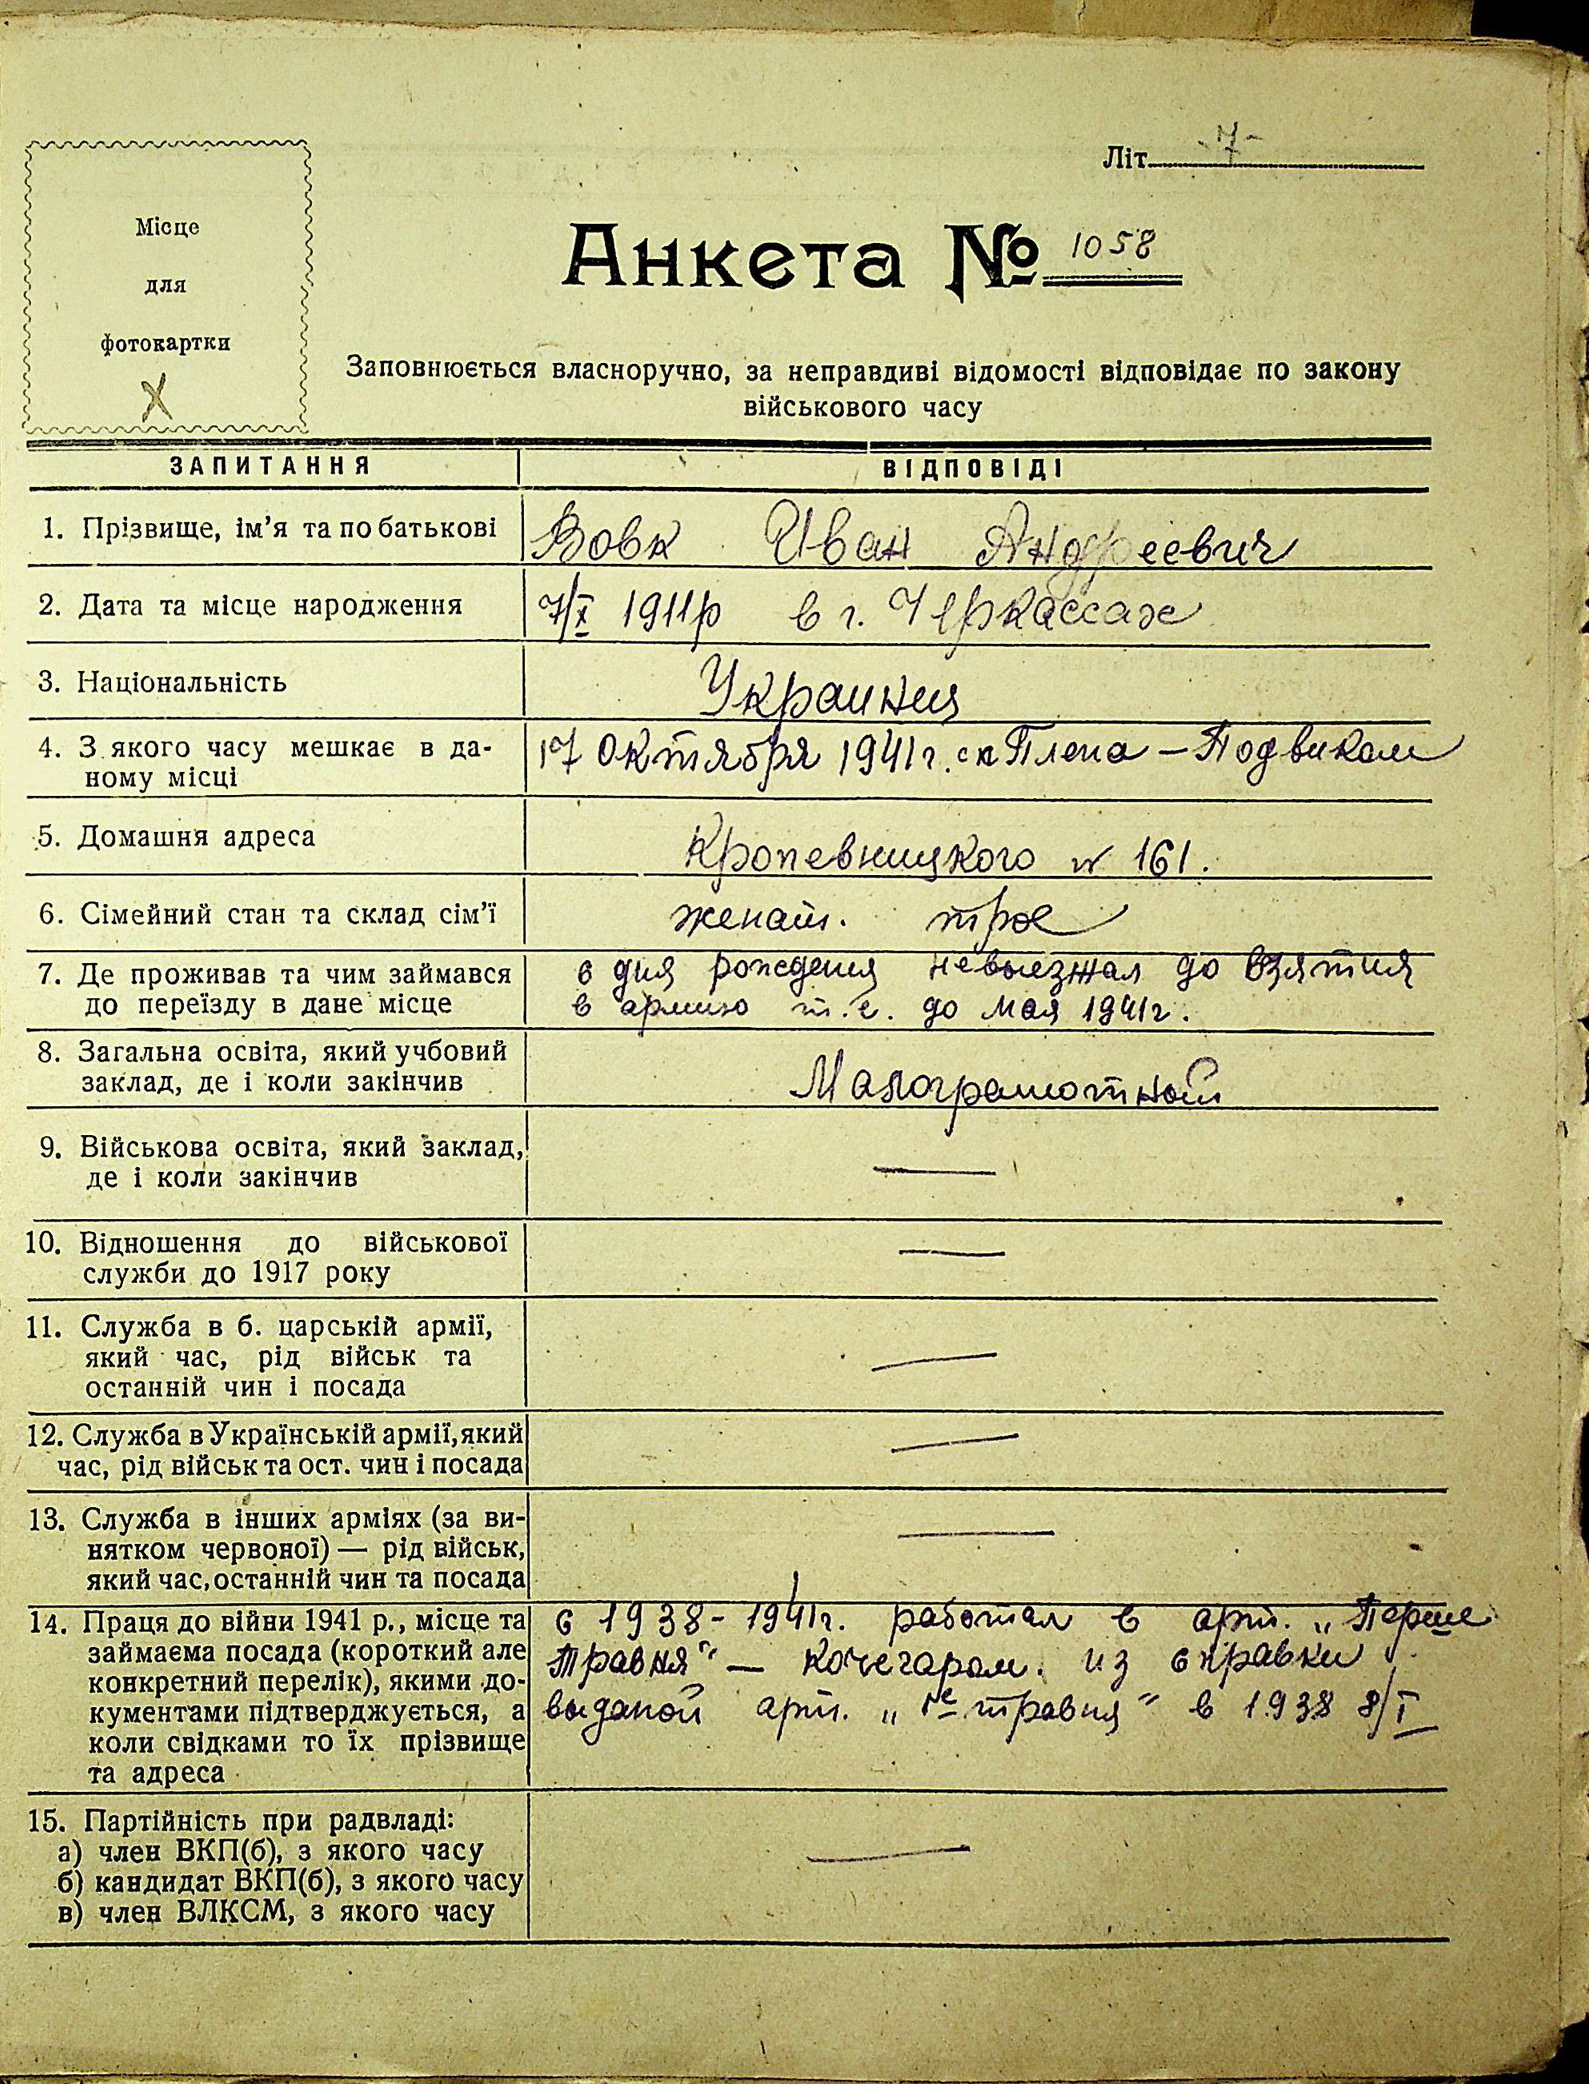 Літ. -7-
Місце
для
фотокартки
Анкета № 1058
Заповнюється власноручно, за неправдиві відомості відповідає по закону
військового часу
ЗАПИТАННЯ ВІДПОВІДІ
1. Прізвище, ім'я та по батькові Вовк Иван Андреевич
2. Дата та місце народження 7/X 1911р в г. Черкассах
3. Національність Украинец
4. З якого часу мешкає в да-
ному місці 17 Октября 1941г. Плена —
5. Домашня адреса Кропевницкого № 161.
6. Сімейний стан та склад сім'ї женат. трое
7. Де проживав та чим займався с дня рождения невыезжал до взятия
до переїзду в дане місце в армию т.е. до мая 1941г.
8. Загальна освіта, який учбовий
заклад, де і коли закінчив Малограмотный
9. Військова освіта, який заклад,
де і коли закінчив —
10. Відношення до військової
служби до 1917 року —
11. Служба в б. царській армії,
який час, рід військ та —
останній чин і посада
12. Служба в Українській армії, який —
час, рід військ та ост. чин і посада
13. Служба в інших арміях (за ви- —
нятком червоної) — рід військ,
який час, останній чин та посада
14. Праця до війни 1941 р., місце та с 1938 - 1941г. работал в арт. „Перше
займаєма посада (короткий але травня" — кочегаром. из справки
конкретний перелік), якими до-
кументами підтверджується, а выданой арт. „1е травня" в 1938 8/I
коли свідками то їх прізвище
та адреса
15. Партійність при радвладі:
а) член ВКП(б), з якого часу —
б) кандидат ВКП(б), з якого часу
в) член ВЛКСМ, з якого часу